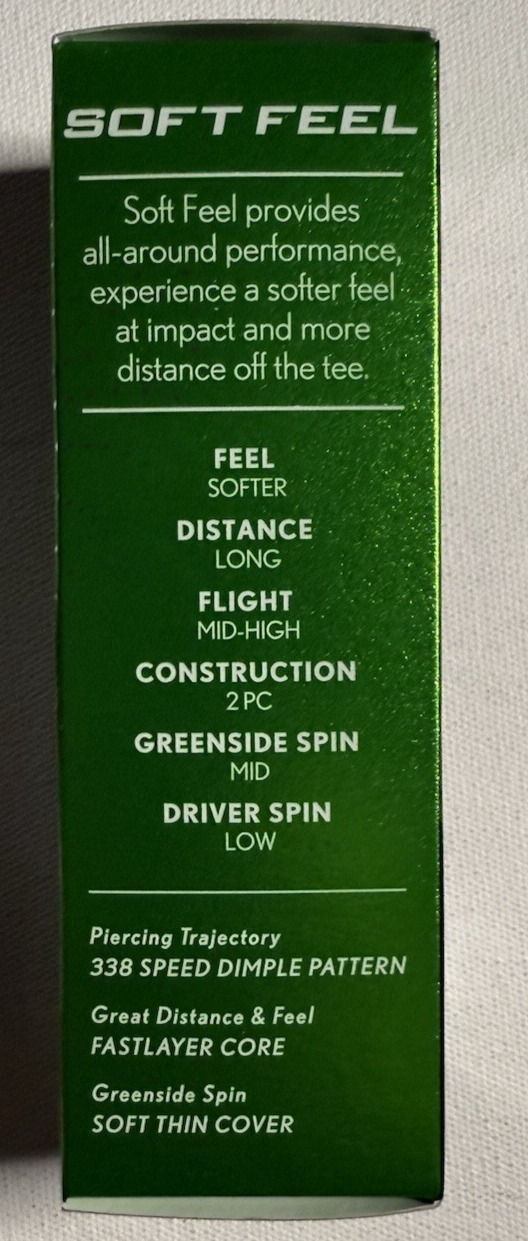 SOFT FEEL
Soft Feel provides
all-around performance,
experience a softer feel
at impact and more
distance off the tee.
FEEL
SOFTER
DISTANCE
LONG
FLIGHT
MID-HIGH
CONSTRUCTION
2 PC
GREENSIDE SPIN
MID
DRIVER SPIN
LOW
Piercing Trajectory
338 SPEED DIMPLE PATTERN
Great Distance & Feel
FASTLAYER CORE
Greenside Spin
SOFT THIN COVER